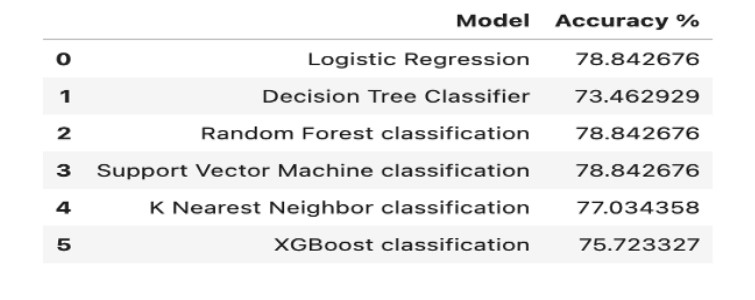 Model Accuracy %
0 Logistic Regression 78.842676
1 Decision Tree Classifier 73.462929
2 Random Forest classification 78.842676
3 Support Vector Machine classification 78.842676
4 K Nearest Neighbor classification 77.034358
5 XGBoost classification 75.723327